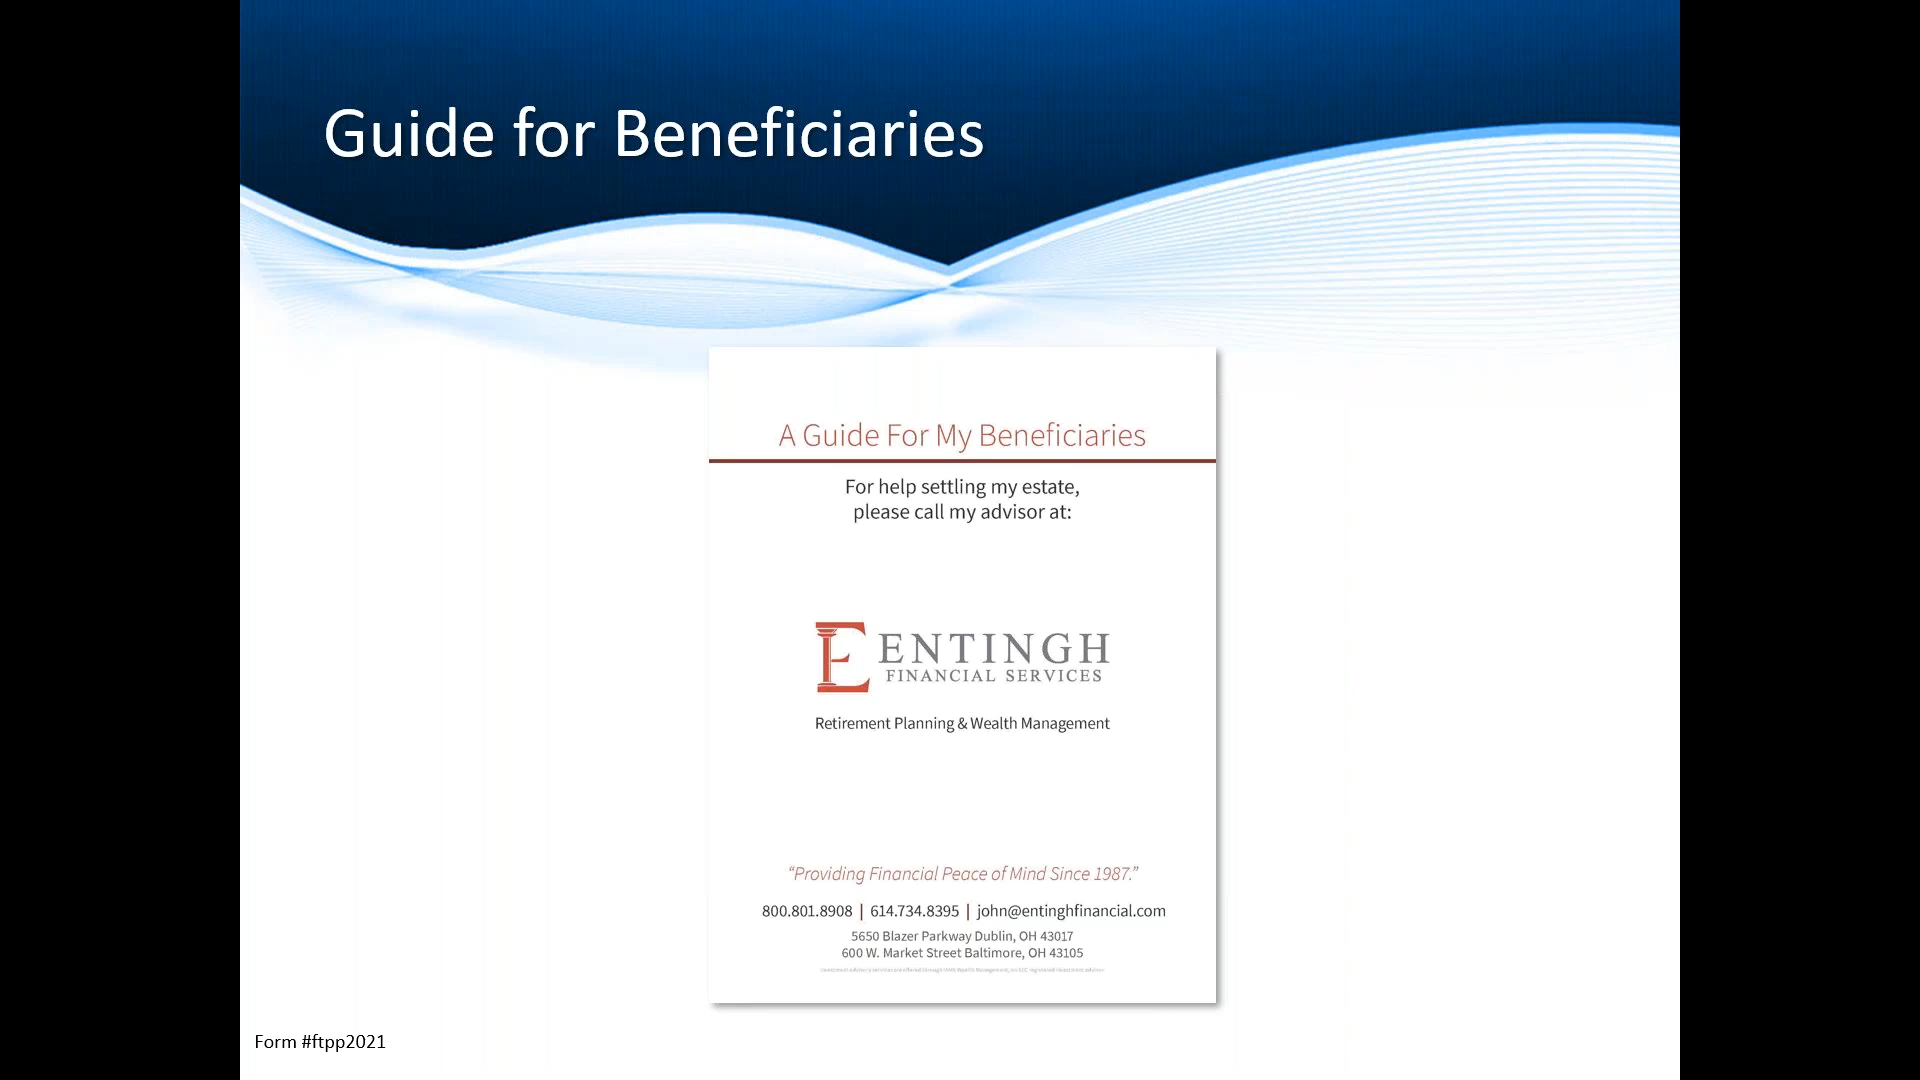 Guide for Beneficiaries
A Guide For My Beneficiaries
For help settling my estate,
please call my advisor at:
E ENTINGH
FINANCIAL SERVICES
Retirement Planning & Wealth Management
“Providing Financial Peace of Mind Since 1987.”
800.801.8908 | 614.734.8395 | john@entinghfinancial.com
5650 Blazer Parkway Dublin, OH 43017
600 W. Market Street Baltimore, OH 43105
Form #ftpp2021